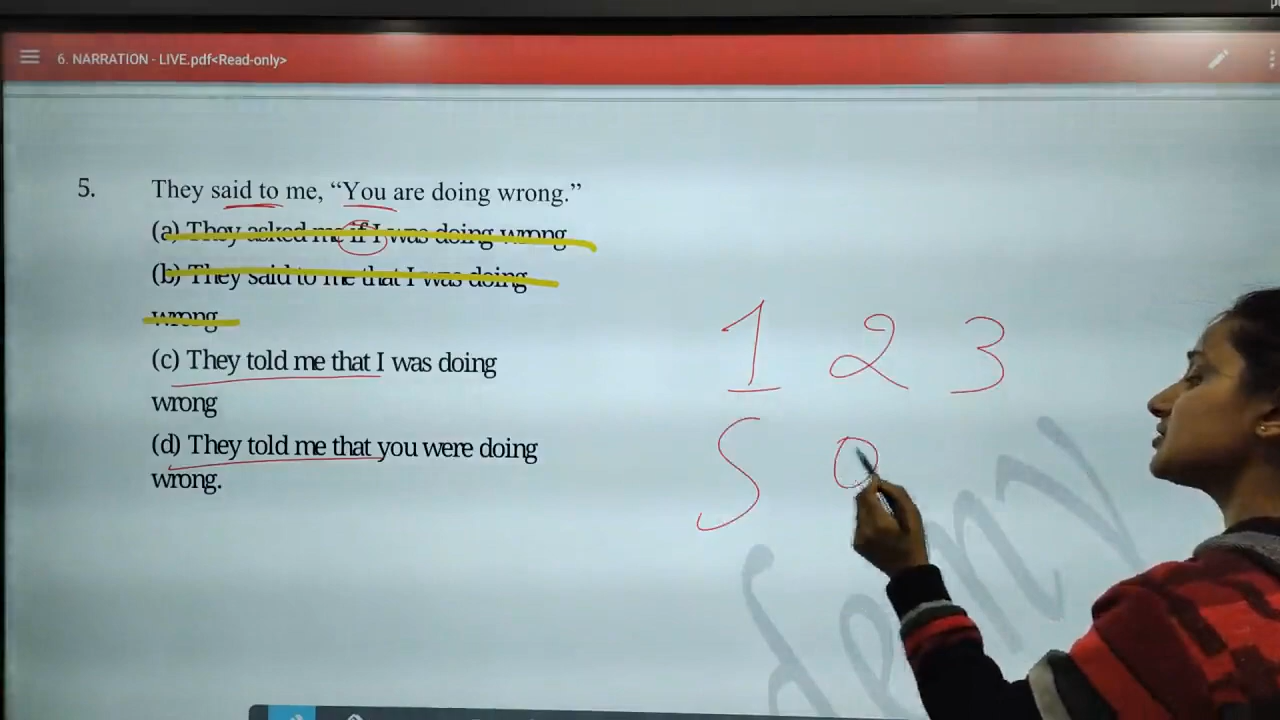 6. NARRATION - LIVE.pdf<Read-only>
5. They said to me, “You are doing wrong.”
(a) They asked me if I was doing wrong
(b) They said to me that I was doing
wrong
(c) They told me that I was doing
wrong
(d) They told me that you were doing
wrong.
1 2 3
S O
demy